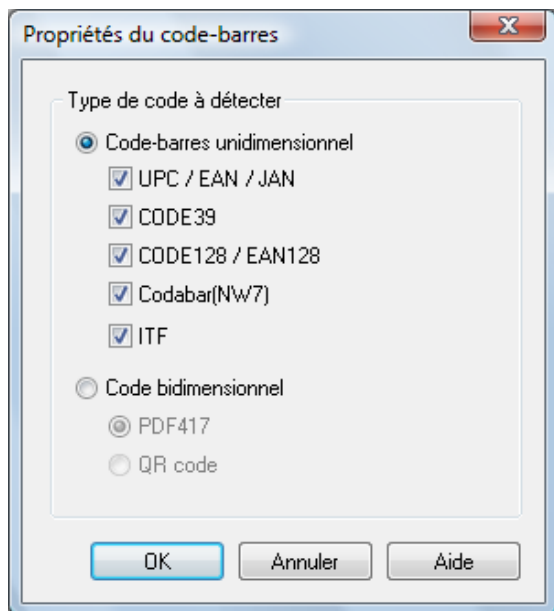 Propriétés du code-barres
Type de code à détecter
Code-barres unidimensionnel
UPC / EAN / JAN
CODE39
CODE128 / EAN128
Codabar(NW7)
ITF
Code bidimensionnel
PDF417
QR code
OK Annuler Aide